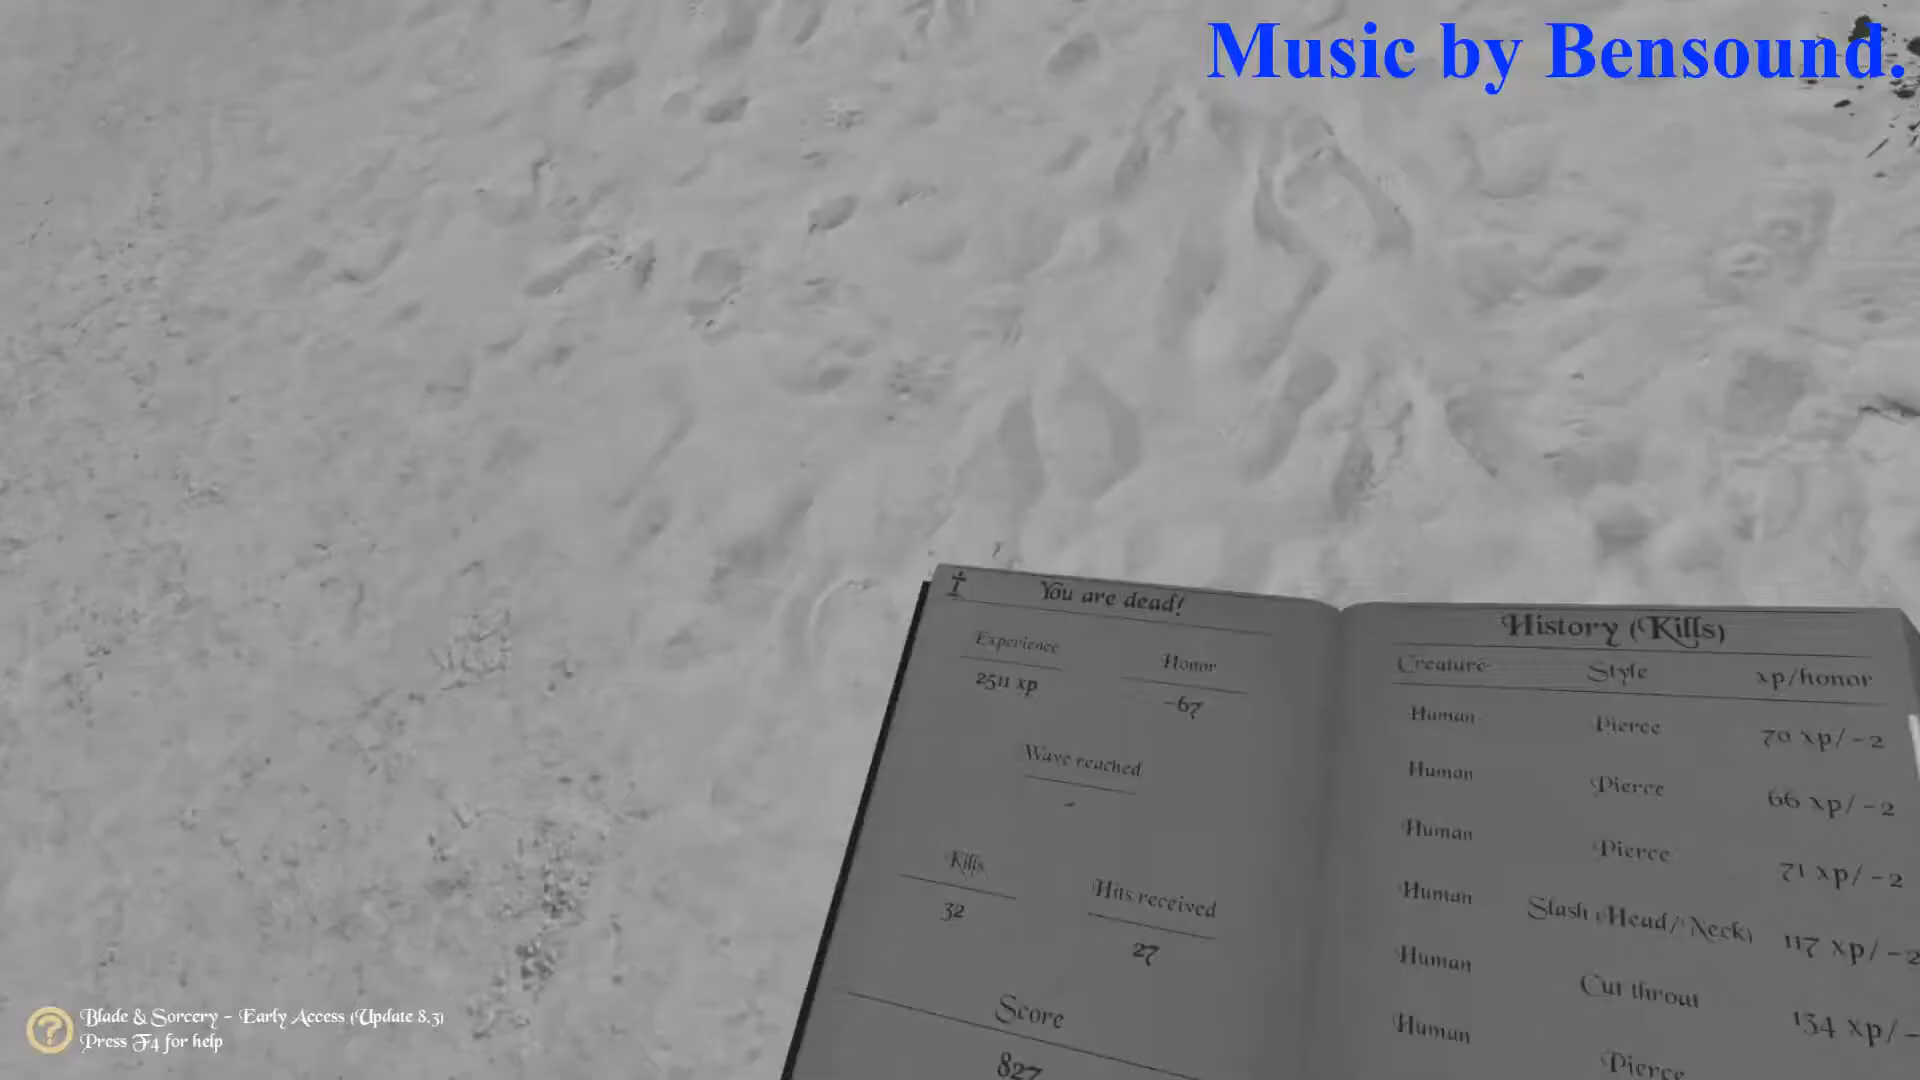 Music by Bensound.
You are dead!
Experience
Honor
2511 xp
-67
Wave reached
-
Kills
Hits received
32
27
Score
827
History (Kills)
Creature Style xp/honor
Human Pierce 70 xp/ -2
Human Pierce 66 xp/ -2
Human Pierce 71 xp/ -2
Human Slash (Head/Neck) 117 xp/ -2
Human Cut throat 134 xp/ -
Human Pierce
Blade & Sorcery - Early Access (Update 8.3)
Press F4 for help